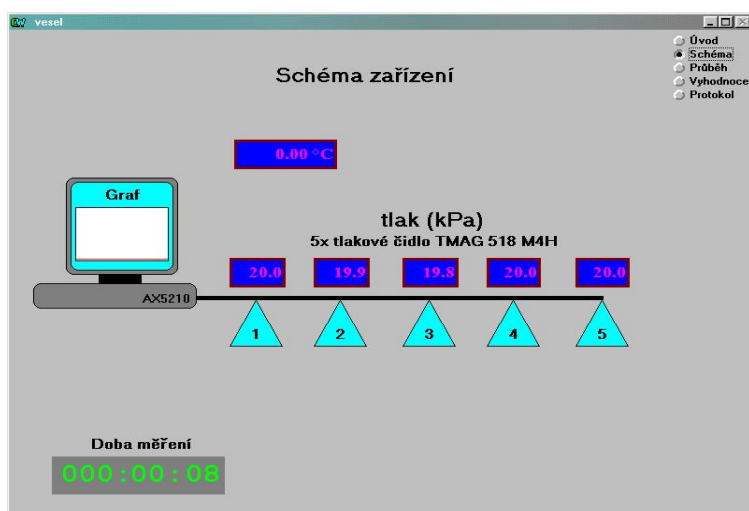 vesel
Úvod
Schéma
Průběh
Vyhodnoce
Protokol
Schéma zařízení
0.00 °C
Graf
tlak (kPa)
5x tlakové čidlo TMAG 518 M4H
20.0 19.9 19.8 20.0 20.0
AX5210
1 2 3 4 5
Doba měření
000:00:08